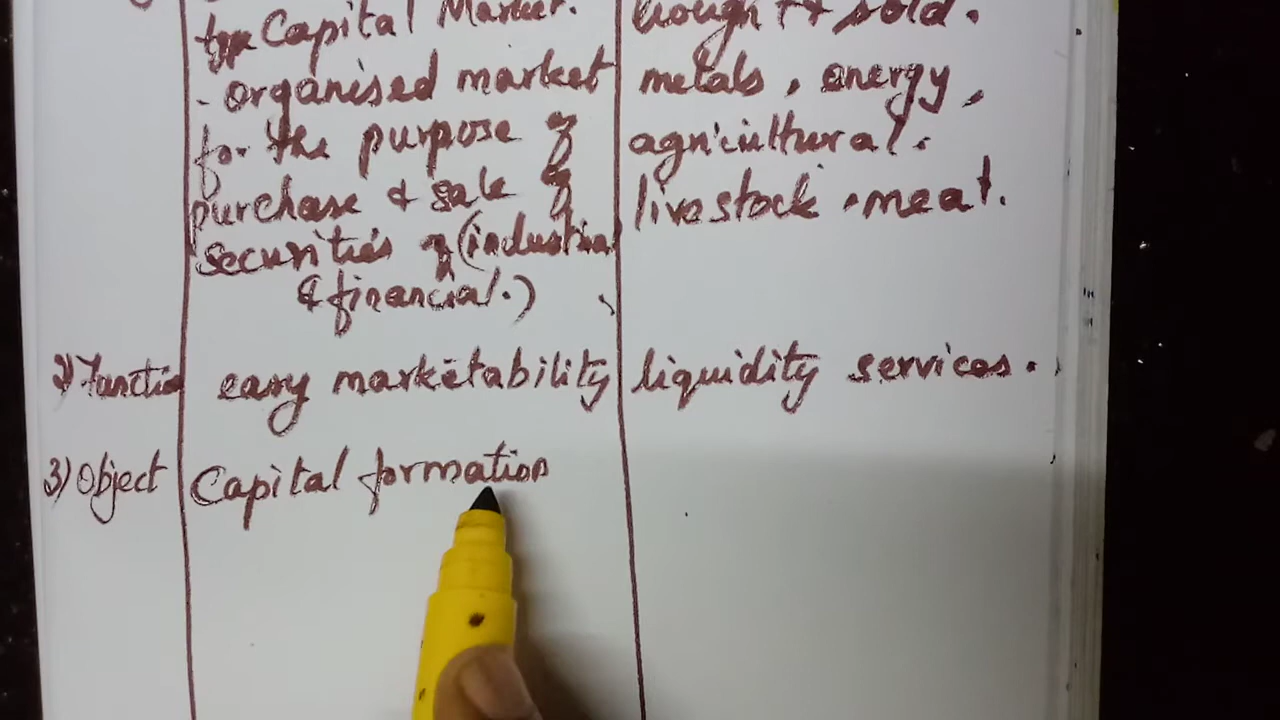 Capital Market.
bough++ sold.
- organised market
metals, energy,
for the purpose of
agricultural.
purchase & sale of
livestock . meat.
securities of (industrial
& financial.)
2) Functio easy marketability liquidity services.
3) Object Capital formation